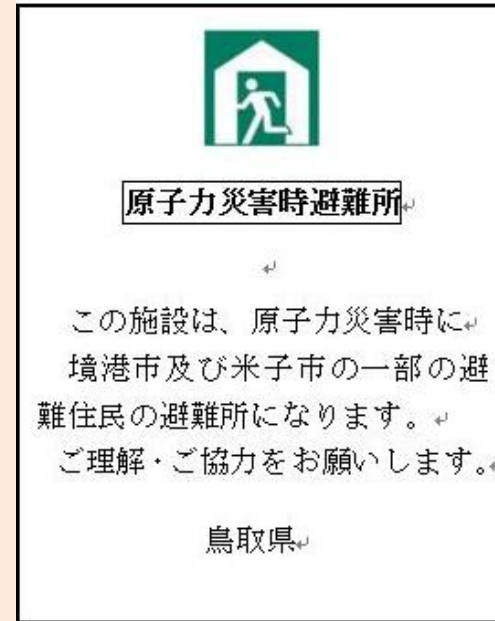 原子力災害時避難所
この施設は、原子力災害時に
境港市及び米子市の一部の避
難住民の避難所になります。
ご理解・ご協力をお願いします。
鳥取県